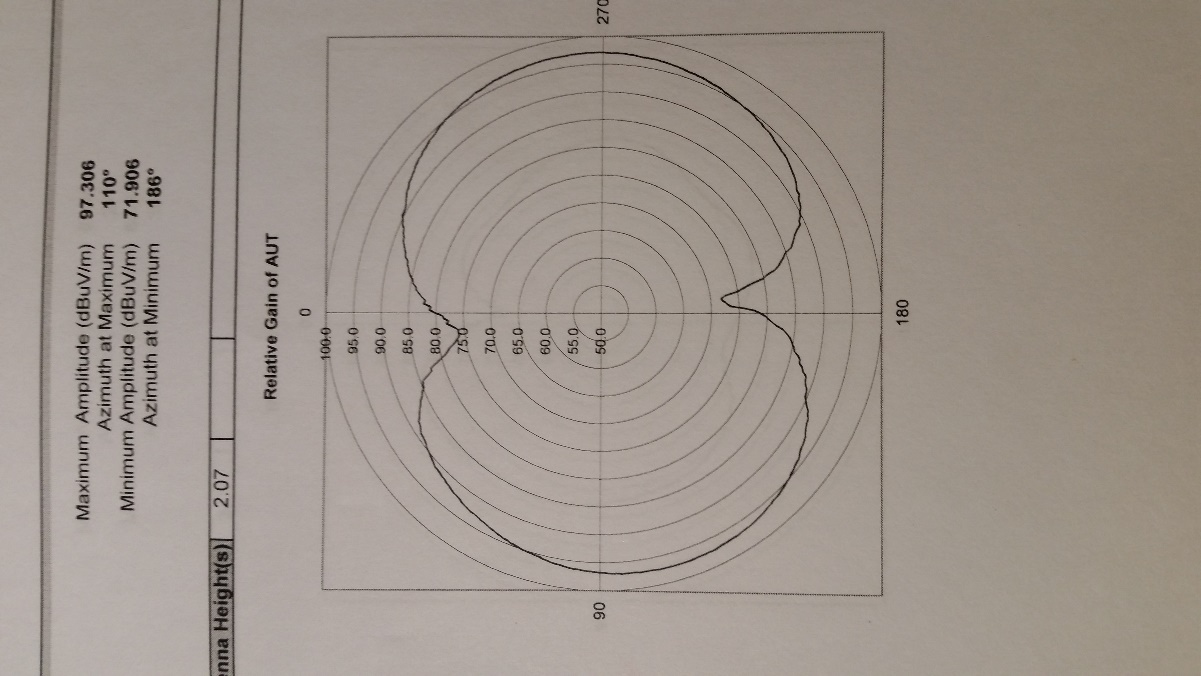 Maximum Amplitude (dBuV/m) 97.306
Azimuth at Maximum 110°
Minimum Amplitude (dBuV/m) 71.906
Azimuth at Minimum 186°
enna Height(s) 2.07
Relative Gain of AUT
0
100.0
95.0
90.0
85.0
80.0
75.0
70.0
65.0
60.0
55.0
50.0
90
270
180